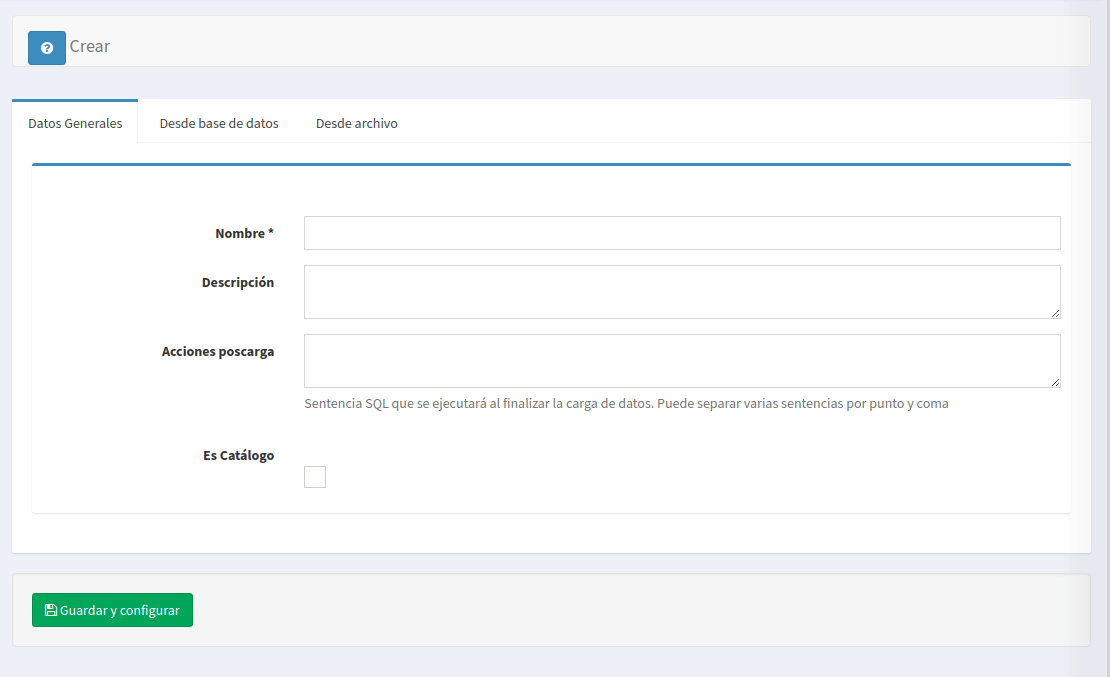 Crear
Datos Generales
Desde base de datos
Desde archivo
Nombre *
Descripción
Acciones poscarga
Sentencia SQL que se ejecutará al finalizar la carga de datos. Puede separar varias sentencias por punto y coma
Es Catálogo
Guardar y configurar